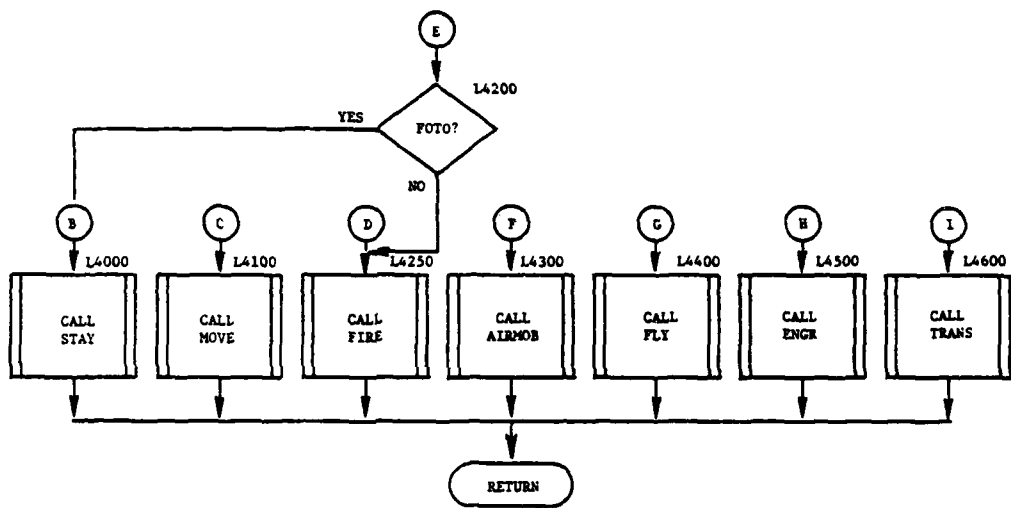 E
L4200
YES
FOTO?
NO
B
C
D
F
G
H
I
L4000
L4100
L4250
L4300
L4400
L4500
L4600
CALL
STAY
CALL
MOVE
CALL
FIRE
CALL
AIRMOB
CALL
FLY
CALL
ENGR
CALL
TRANS
RETURN